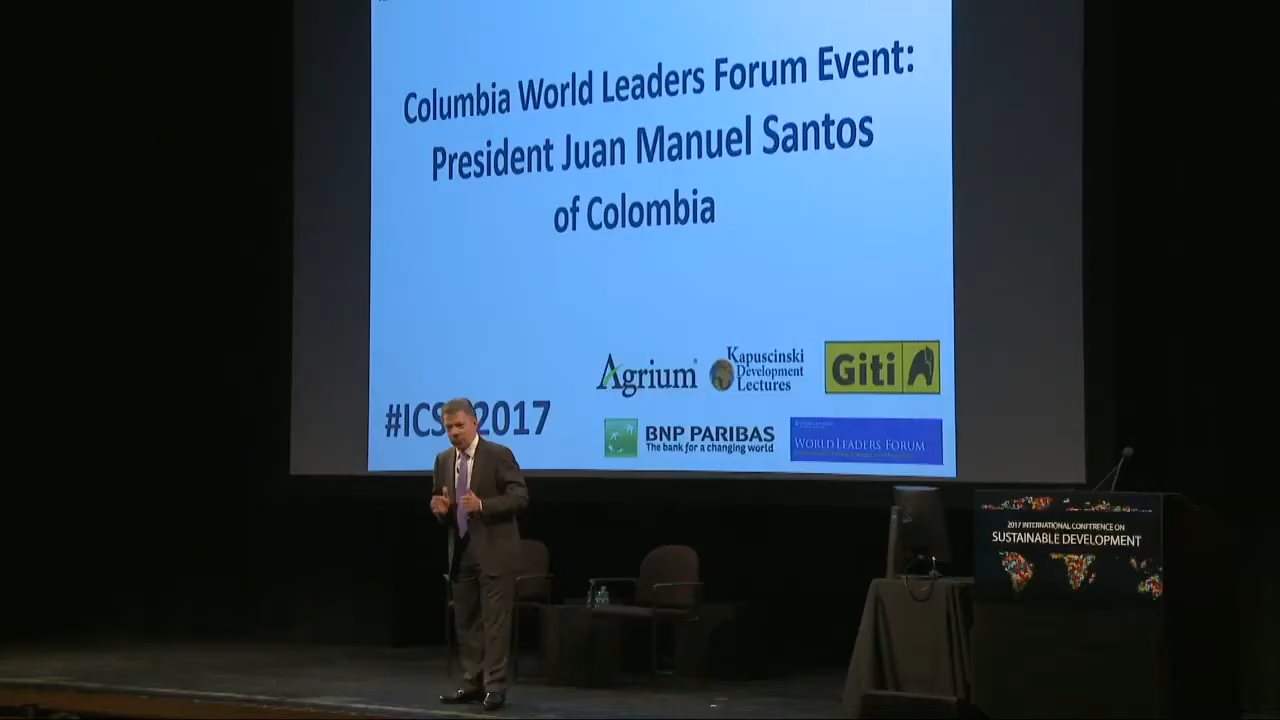 Columbia World Leaders Forum Event:
President Juan Manuel Santos
of Colombia
Agrium
Kapuscinski
Development
Lectures
Giti
#ICS 2017
BNP PARIBAS
The bank for a changing world
WORLD LEADERS FORUM
2017 INTERNATIONAL CONFERENCE ON
SUSTAINABLE DEVELOPMENT